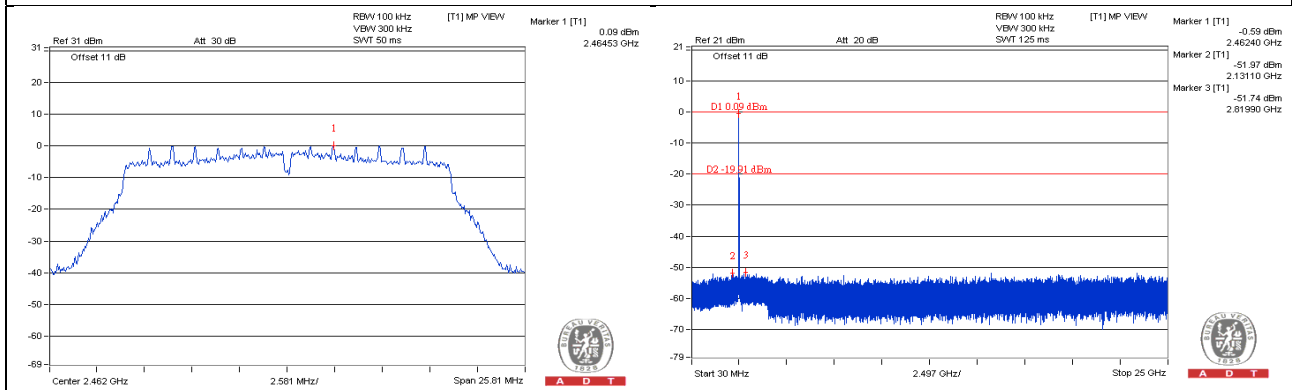 RBW 100 kHz [T1] MP VIEW Marker 1 [T1]
VBW 300 kHz 0.09 dBm
Ref 31 dBm Att 30 dB SWT 50 ms 2.46453 GHz
31
Offset 11 dB
20
10
1
0
-10
-20
-30
-40
-50
-60
-69
Center 2.462 GHz 2.581 MHz/ Span 25.81 MHz
BUREAU VERITAS
1828
A D T
RBW 100 kHz [T1] MP VIEW Marker 1 [T1]
VBW 300 kHz -0.59 dBm
Ref 21 dBm Att 20 dB SWT 125 ms 2.46240 GHz
21
Offset 11 dB
Marker 2 [T1]
-51.97 dBm
2.13110 GHz
10
Marker 3 [T1]
-51.74 dBm
2.81990 GHz
1
D1 0.09 dBm
0
-10
D2 -19.91 dBm
-20
-30
-40
2 3
-50
-60
-70
-79
Start 30 MHz 2.497 GHz/ Stop 25 GHz
BUREAU VERITAS
1828
A D T